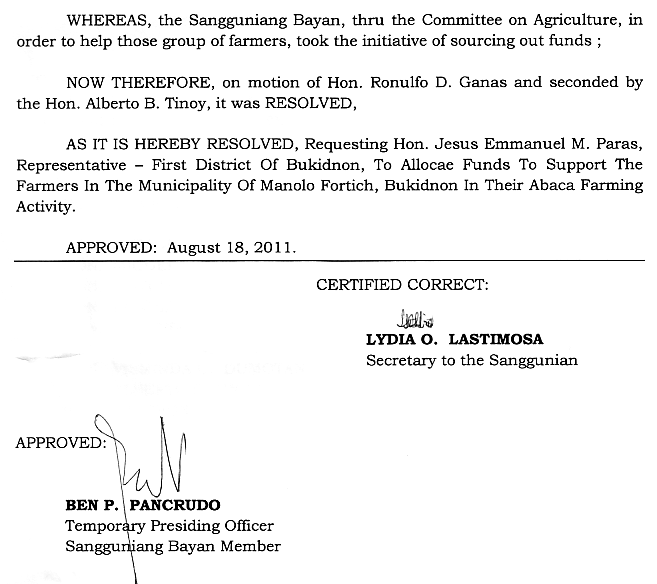 WHEREAS, the Sangguniang Bayan, thru the Committee on Agriculture, in
order to help those group of farmers, took the initiative of sourcing out funds ;
NOW THEREFORE, on motion of Hon. Ronulfo D. Ganas and seconded by
the Hon. Alberto B. Tinoy, it was RESOLVED,
AS IT IS HEREBY RESOLVED, Requesting Hon. Jesus Emmanuel M. Paras,
Representative – First District Of Bukidnon, To Allocae Funds To Support The
Farmers In The Municipality Of Manolo Fortich, Bukidnon In Their Abaca Farming
Activity.
APPROVED: August 18, 2011.
CERTIFIED CORRECT:
LYDIA O. LASTIMOSA
Secretary to the Sanggunian
APPROVED:
BEN P. PANCRUDO
Temporary Presiding Officer
Sangguniang Bayan Member